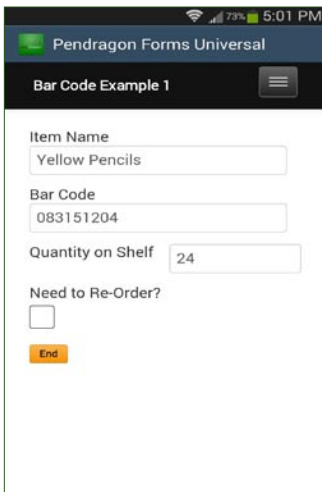 73% 5:01 PM
Pendragon Forms Universal
Bar Code Example 1
Item Name
Yellow Pencils
Bar Code
083151204
Quantity on Shelf 24
Need to Re-Order?
End